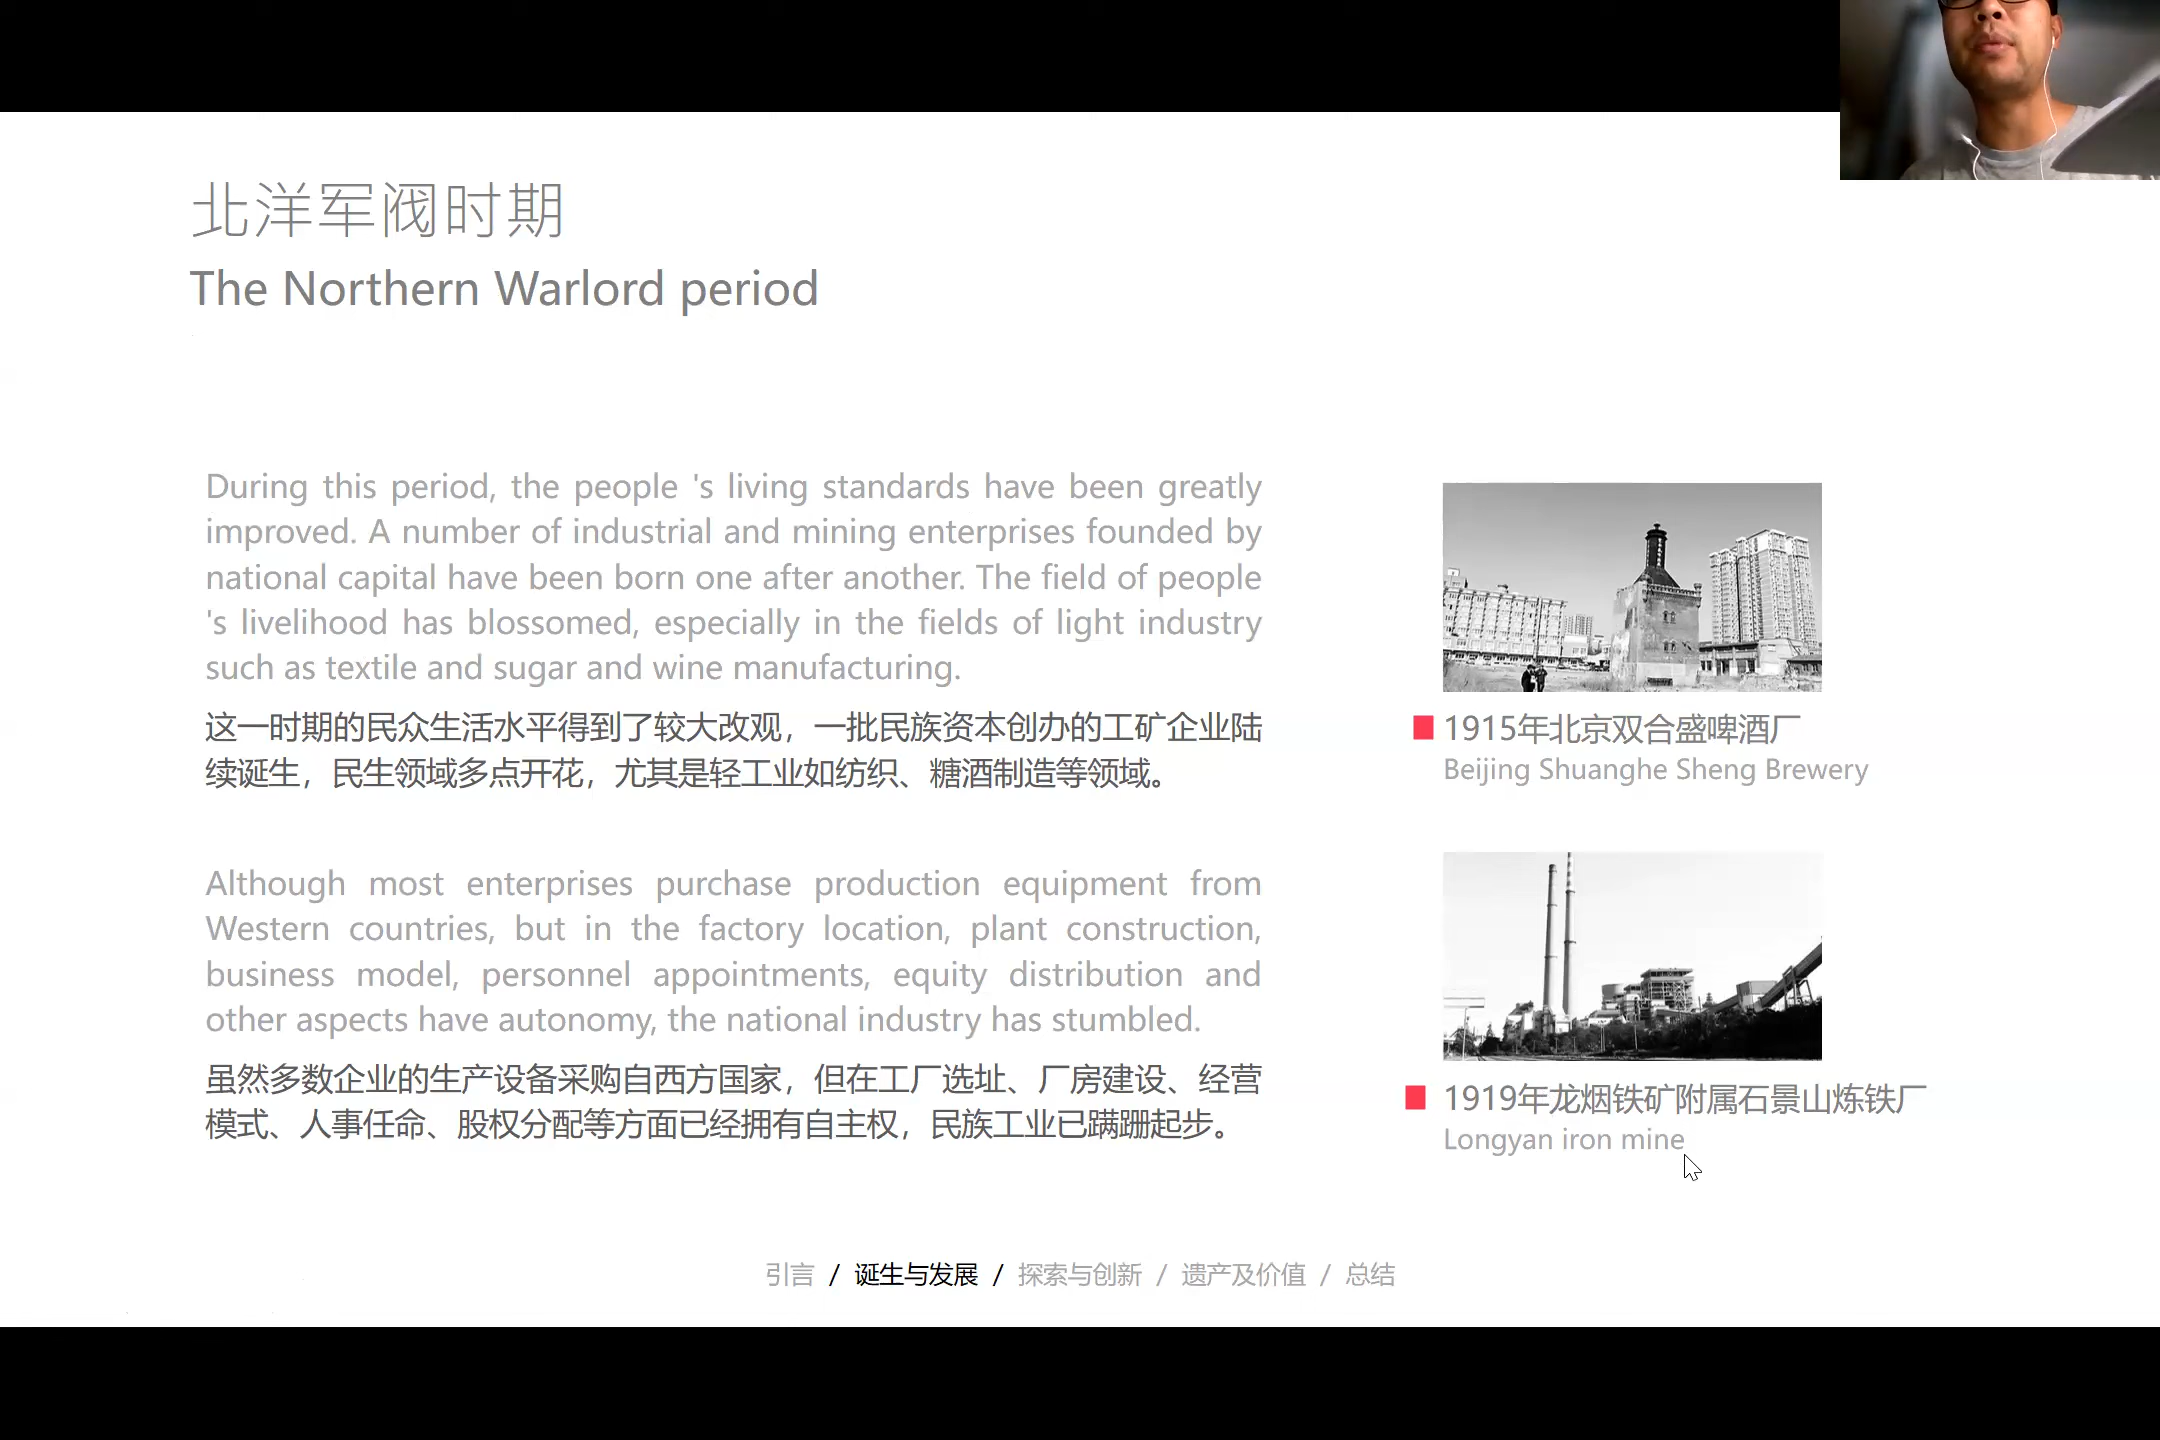 北洋军阀时期
The Northern Warlord period
During this period, the people 's living standards have been greatly
improved. A number of industrial and mining enterprises founded by
national capital have been born one after another. The field of people
's livelihood has blossomed, especially in the fields of light industry
such as textile and sugar and wine manufacturing.
这一时期的民众生活水平得到了较大改观，一批民族资本创办的工矿企业陆
续诞生，民生领域多点开花，尤其是轻工业如纺织、糖酒制造等领域。
Although most enterprises purchase production equipment from
Western countries, but in the factory location, plant construction,
business model, personnel appointments, equity distribution and
other aspects have autonomy, the national industry has stumbled.
虽然多数企业的生产设备采购自西方国家，但在工厂选址、厂房建设、经营
模式、人事任命、股权分配等方面已经拥有自主权，民族工业已蹒跚起步。
1915年北京双合盛啤酒厂
Beijing Shuanghe Sheng Brewery
1919年龙烟铁矿附属石景山炼铁厂
Longyan iron mine
引言 / 诞生与发展 / 探索与创新 / 遗产及价值 / 总结